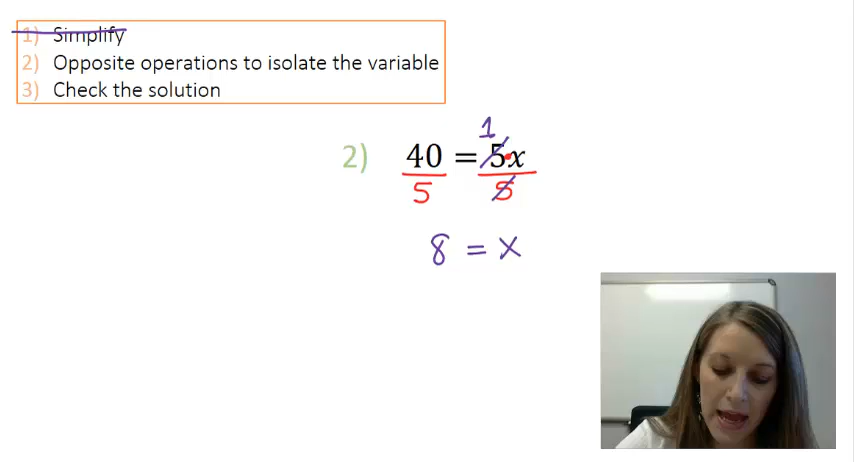 1) Simplify
2) Opposite operations to isolate the variable
3) Check the solution
1
2) 40 = 5·x
5 5
8 = x